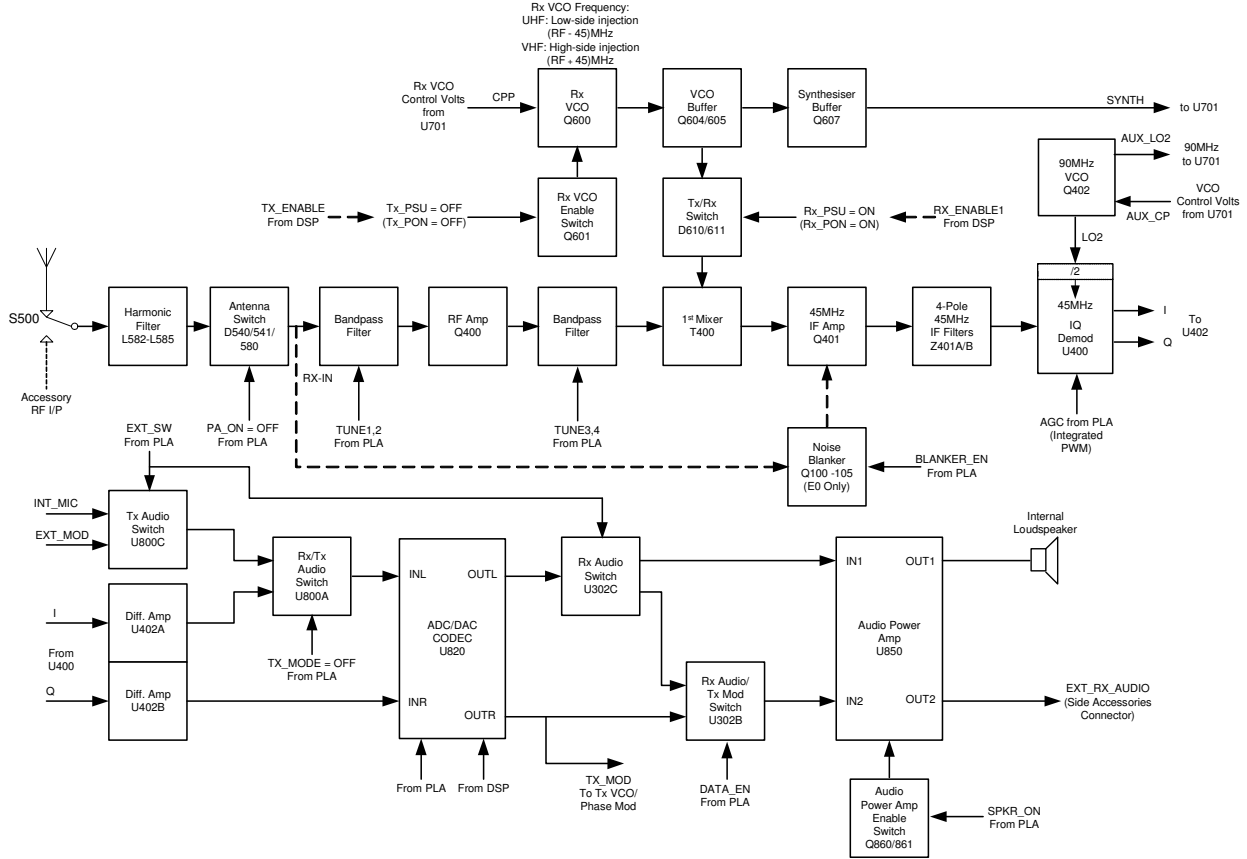 Rx VCO Frequency:
UHF: Low-side injection
(RF - 45)MHz
VHF: High-side injection
(RF + 45)MHz
Rx VCO
Control Volts
from
U701
CPP
Rx
VCO
Q600
VCO
Buffer
Q604/605
Synthesiser
Buffer
Q607
SYNTH
to U701
90MHz
VCO
Q402
AUX_LO2
90MHz
to U701
VCO
Control Volts
from U701
AUX_CP
LO2
TX_ENABLE
From DSP
Tx_PSU = OFF
(Tx_PON = OFF)
Rx VCO
Enable
Switch
Q601
Tx/Rx
Switch
D610/611
Rx_PSU = ON
(Rx_PON = ON)
RX_ENABLE1
From DSP
S500
Accessory
RF I/P
Harmonic
Filter
L582-L585
Antenna
Switch
D540/541/
580
RX-IN
Bandpass
Filter
RF Amp
Q400
Bandpass
Filter
1st Mixer
T400
45MHz
IF Amp
Q401
4-Pole
45MHz
IF Filters
Z401A/B
/2
45MHz
IQ
Demod
U400
I
Q
To
U402
PA_ON = OFF
From PLA
TUNE1,2
From PLA
TUNE3,4
From PLA
AGC from PLA
(Integrated
PWM)
Noise
Blanker
Q100 -105
(E0 Only)
BLANKER_EN
From PLA
EXT_SW
From PLA
INT_MIC
EXT_MOD
Tx Audio
Switch
U800C
Rx/Tx
Audio
Switch
U800A
TX_MODE = OFF
From PLA
I
From
U400
Q
Diff. Amp
U402A
Diff. Amp
U402B
INL
OUTL
ADC/DAC
CODEC
U820
INR
OUTR
From PLA
From DSP
TX_MOD
To Tx VCO/
Phase Mod
Rx Audio
Switch
U302C
Rx Audio/
Tx Mod
Switch
U302B
DATA_EN
From PLA
IN1
OUT1
Audio Power
Amp
U850
IN2
OUT2
Internal
Loudspeaker
EXT_RX_AUDIO
(Side Accessories
Connector)
Audio
Power Amp
Enable
Switch
Q860/861
SPKR_ON
From PLA